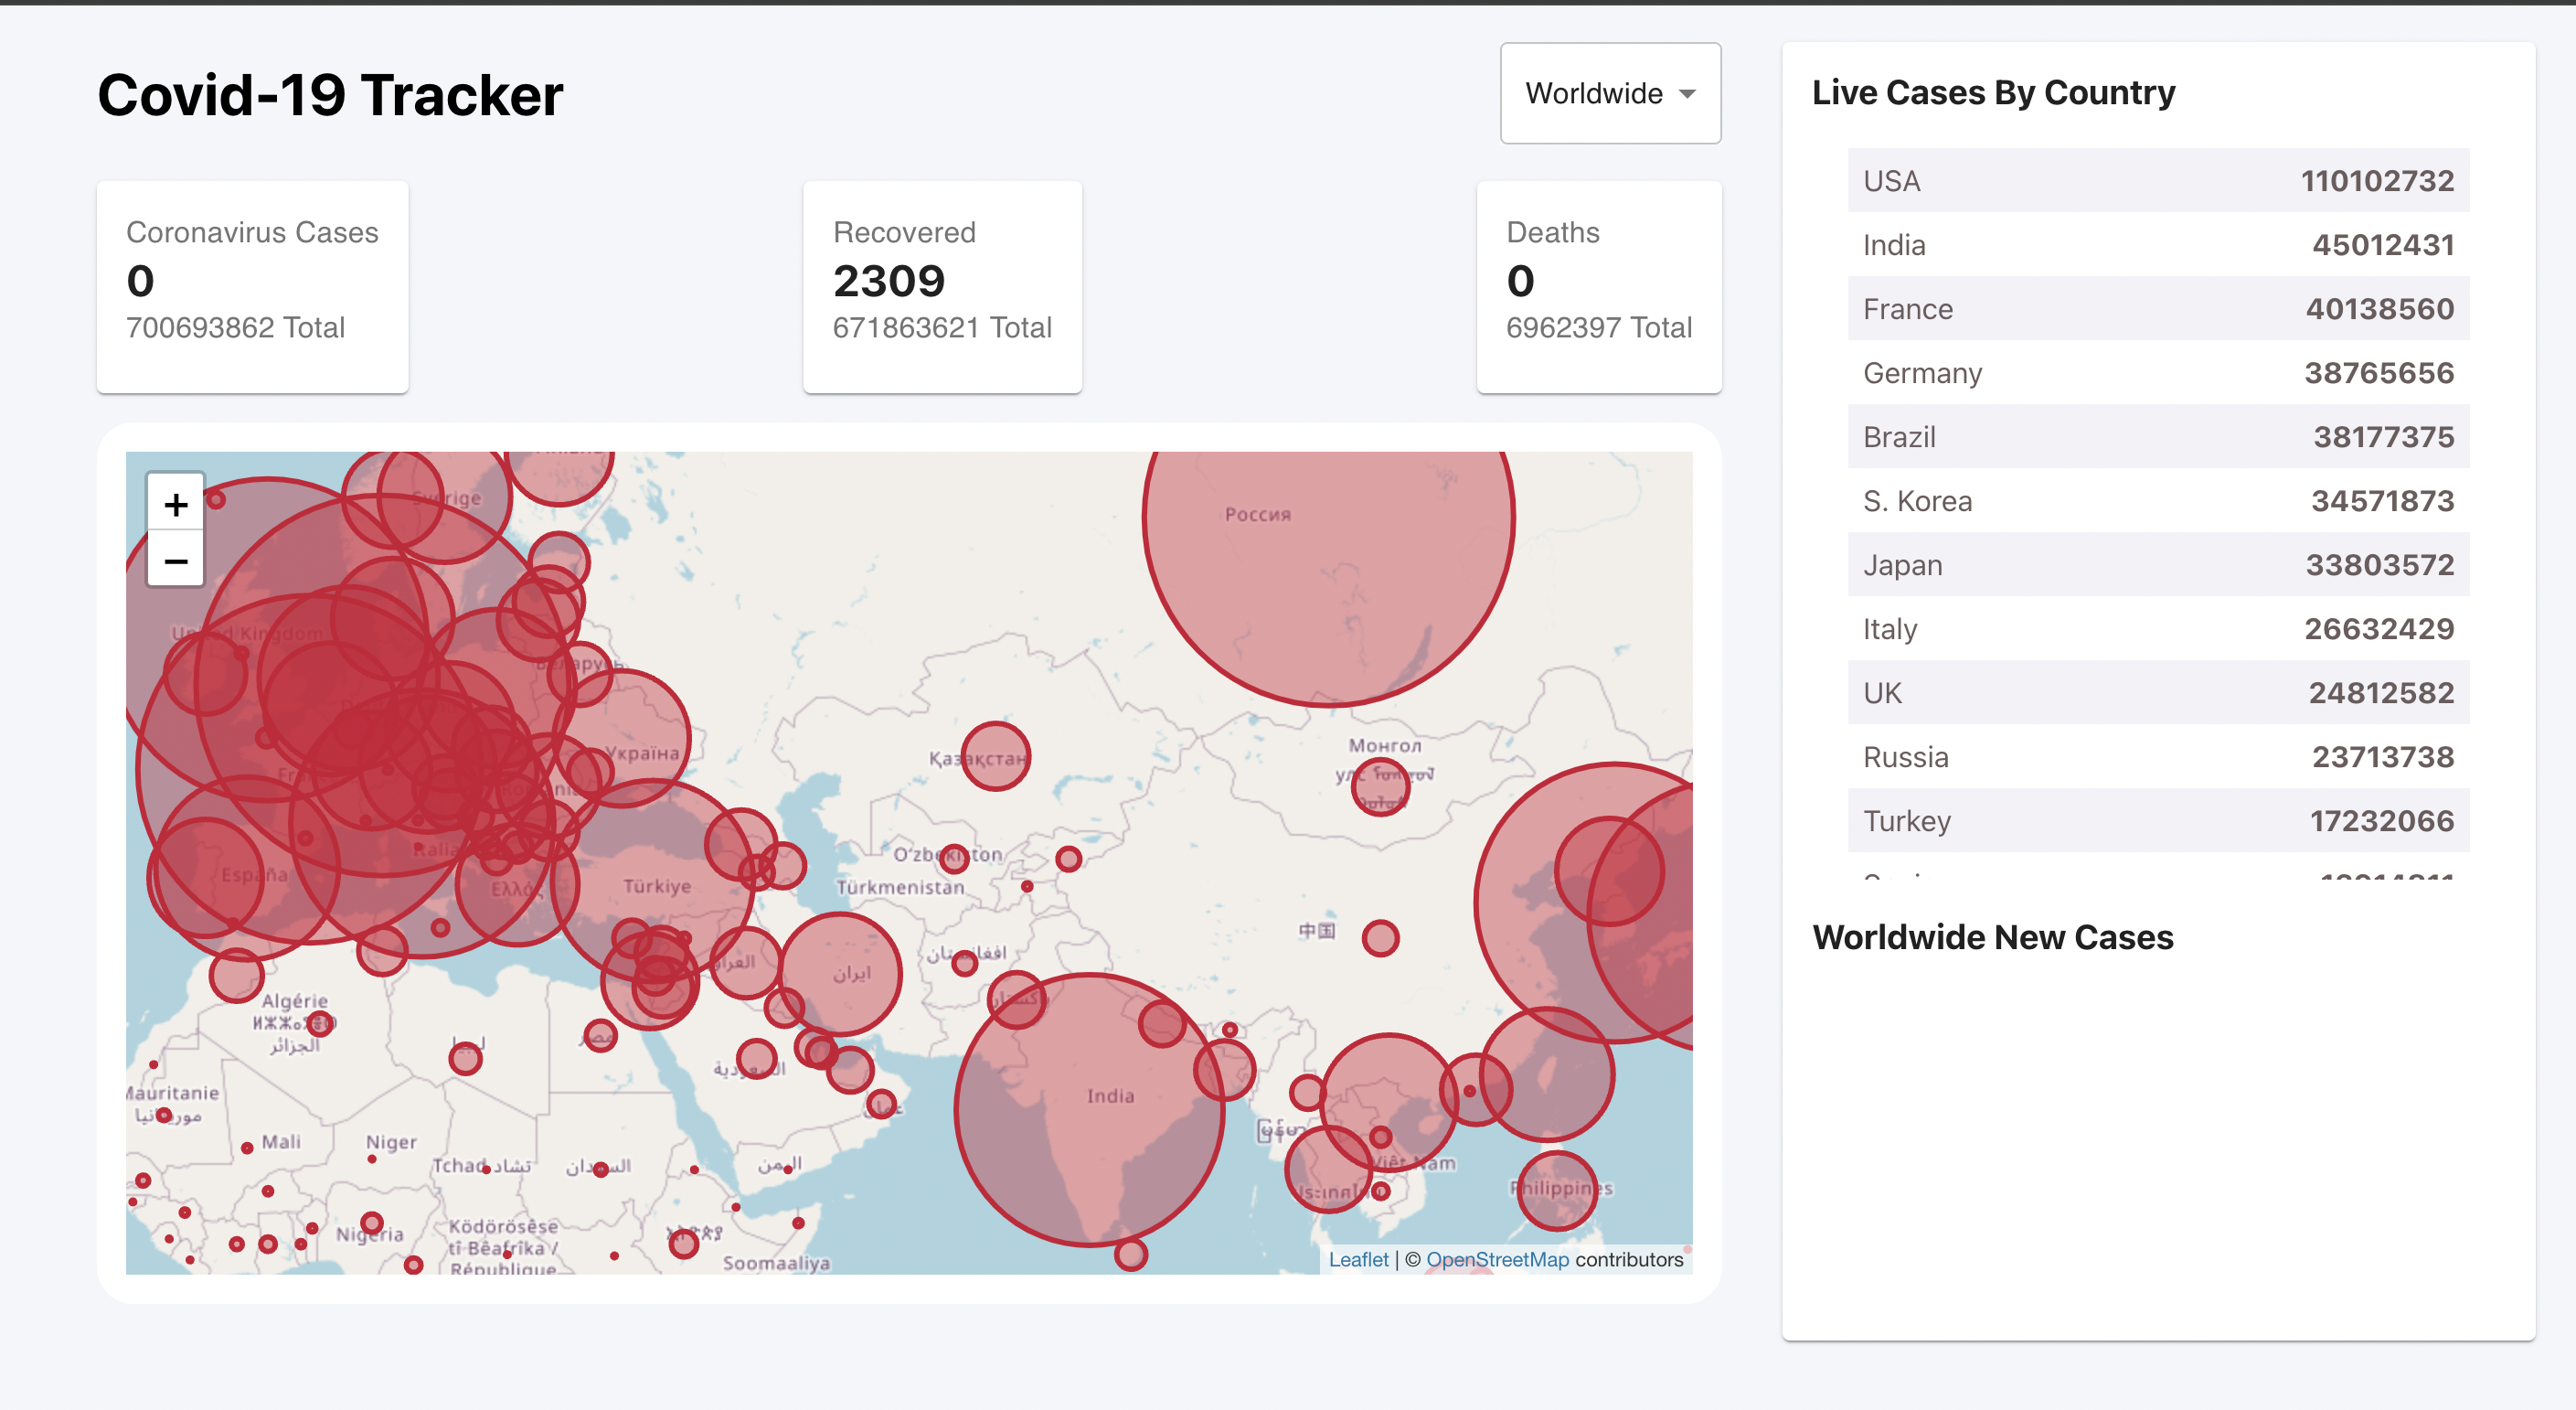 Covid-19 Tracker
Worldwide
Coronavirus Cases
0
700693862 Total
Recovered
2309
671863621 Total
Deaths
0
6962397 Total
+
−
Sverige
Россия
United Kingdom
Беларусь
Україна
Қазақстан
Монгол
улс
O'zbekiston
Türkmenistan
Türkiye
España
Italia
Ελλάς
中国
افغانستان
العراق
ایران
Algérie
ⵍⵣⵣⴰⵢⴻⵔ
الجزائر
ليبيا
مصر
السعودية
India
Mauritanie
موريتانيا
عمان
Mali
Niger
Tchad تشاد
السودان
اليمن
Việt Nam
Philippines
Nigeria
Ködörösêse
tî Bêafrîka /
République
Soomaaliya
Leaflet | © OpenStreetMap contributors
Live Cases By Country
USA 110102732
India 45012431
France 40138560
Germany 38765656
Brazil 38177375
S. Korea 34571873
Japan 33803572
Italy 26632429
UK 24812582
Russia 23713738
Turkey 17232066
Worldwide New Cases